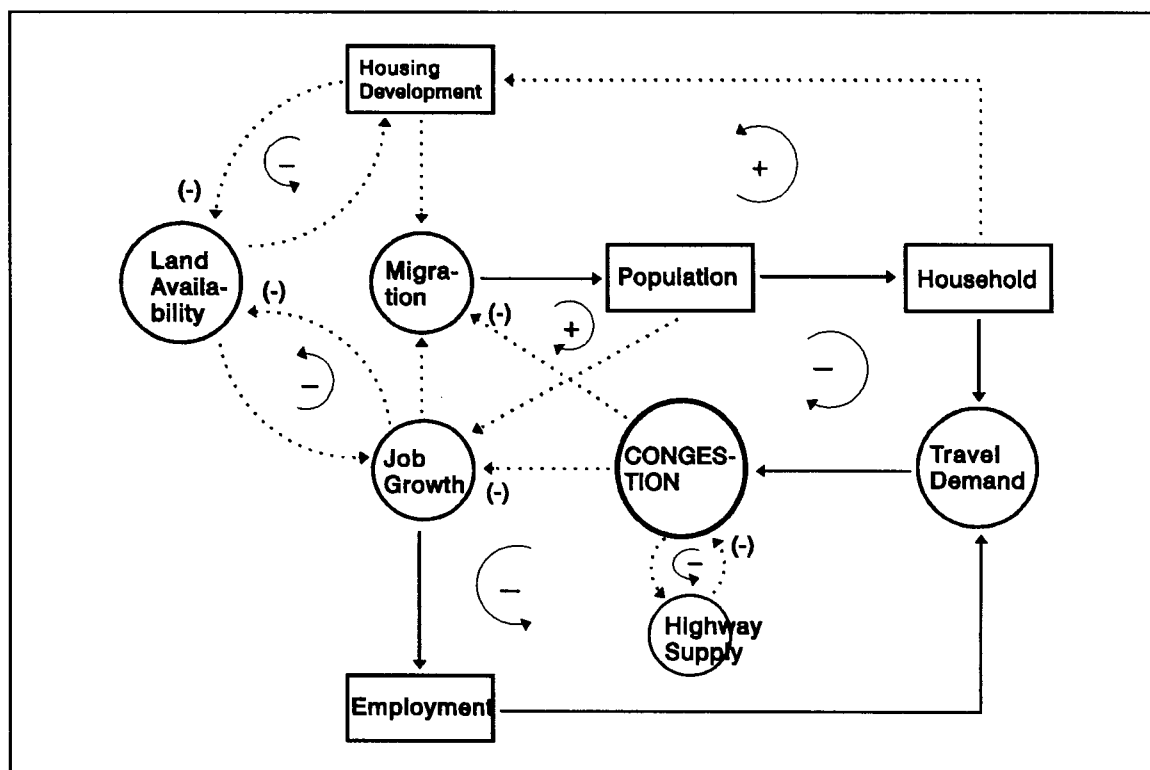 Housing
Development
−
+
(-)
Land
Availa-
bility
(-)
Migra-
tion
(-)
Population
Household
+
−
−
Job
Growth
(-)
CONGES-
TION
Travel
Demand
(-)
−
−
Highway
Supply
Employment